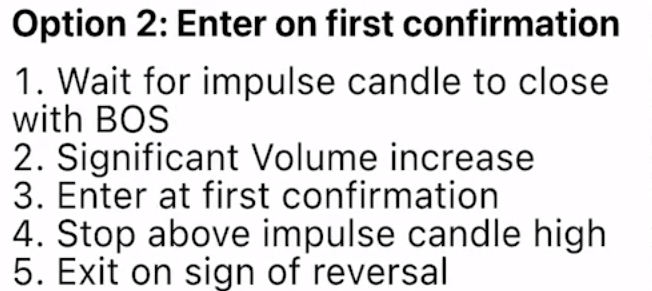 Option 2: Enter on first confirmation
1. Wait for impulse candle to close
with BOS
2. Significant Volume increase
3. Enter at first confirmation
4. Stop above impulse candle high
5. Exit on sign of reversal